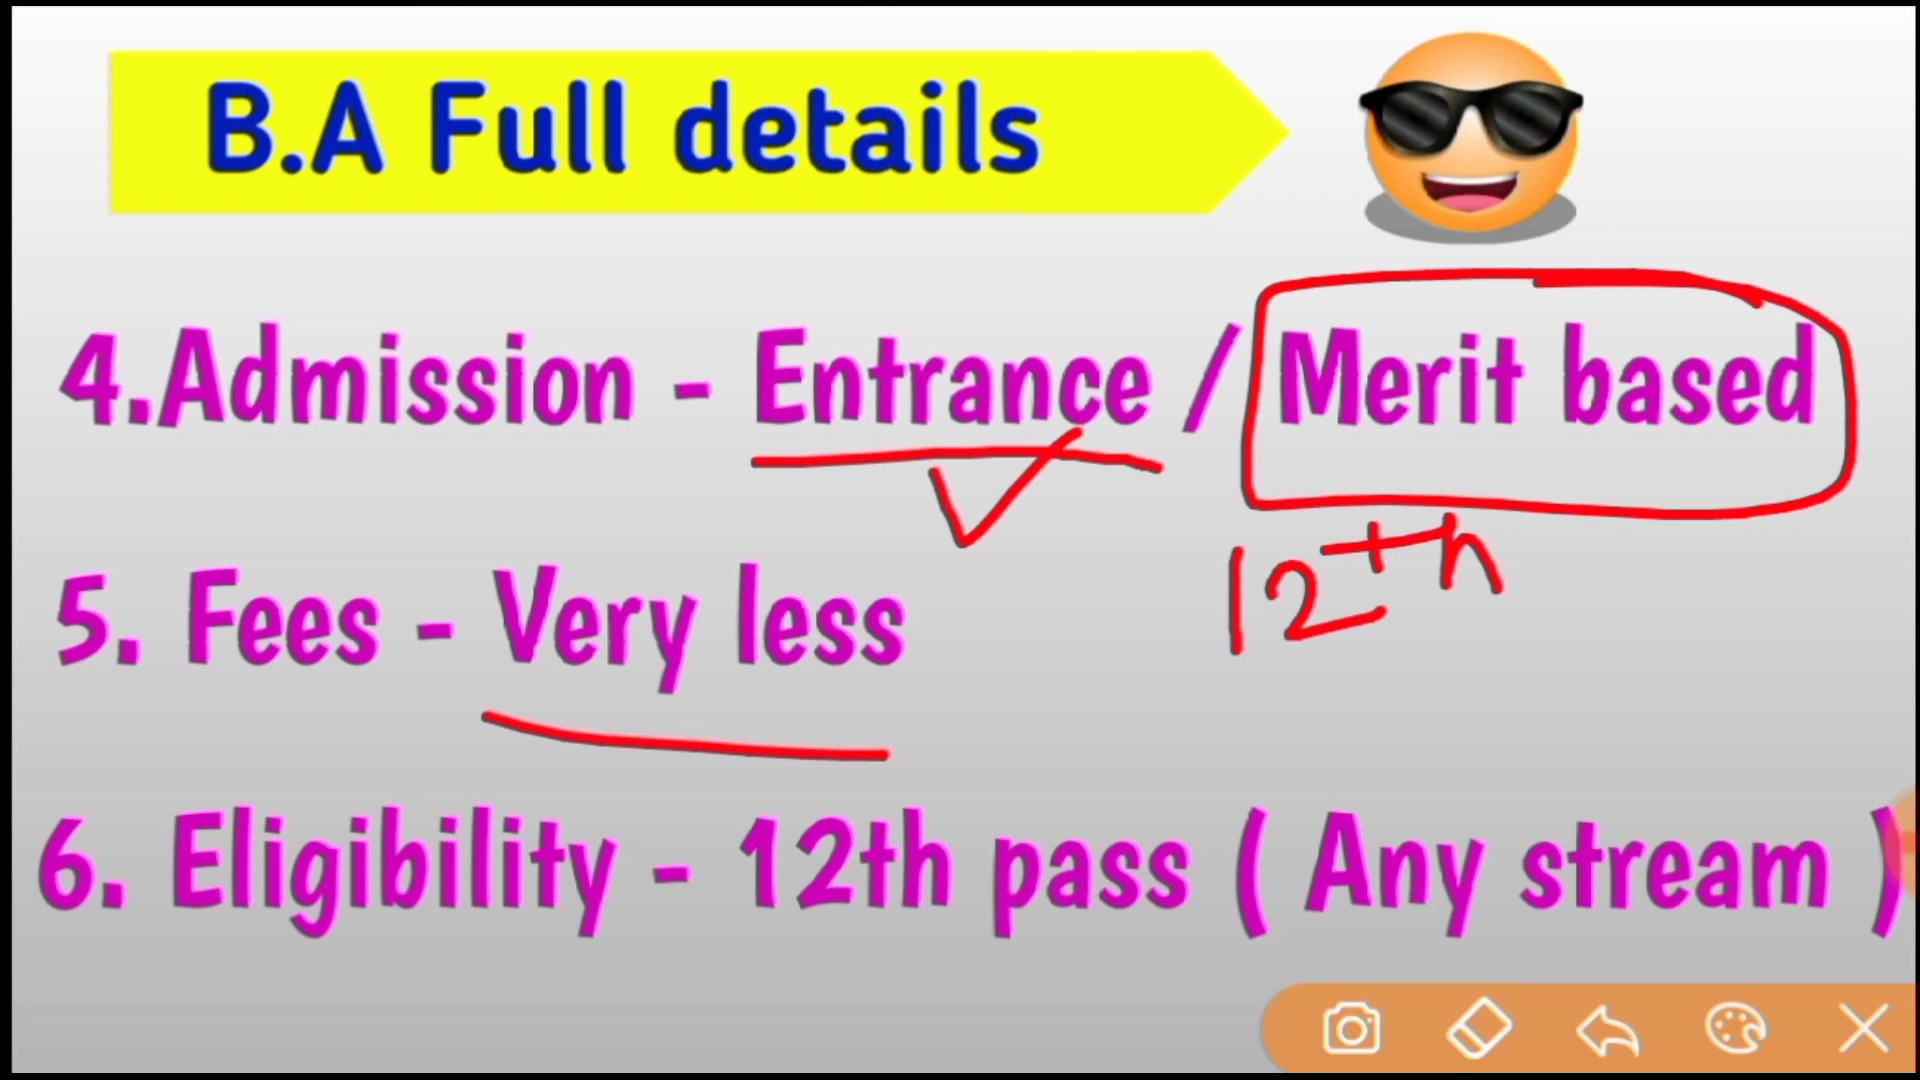 B.A Full details
4.Admission - Entrance / Merit based
12th
5. Fees - Very less
6. Eligibility - 12th pass ( Any stream )